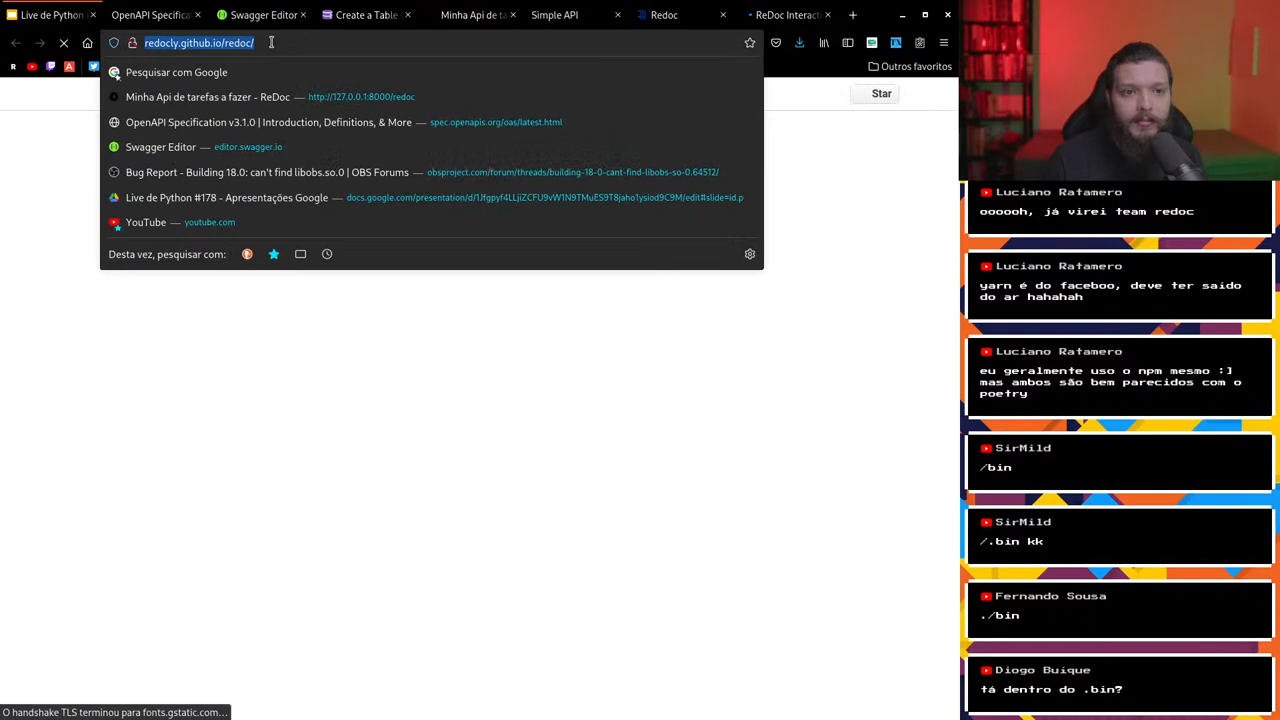 Live de Python
OpenAPI Specifica
Swagger Editor
Create a Table
Minha Api de ta
Simple API
Redoc
ReDoc Interact
redocly.github.io/redoc/
Outros favoritos
Pesquisar com Google
Minha Api de tarefas a fazer - ReDoc — http://127.0.0.1:8000/redoc
OpenAPI Specification v3.1.0 | Introduction, Definitions, & More — spec.openapis.org/oas/latest.html
Swagger Editor — editor.swagger.io
Bug Report - Building 18.0: can't find libobs.so.0 | OBS Forums — obsproject.com/forum/threads/building-18-0-cant-find-libobs-so-0.64512/
Live de Python #178 - Apresentações Google — docs.google.com/presentation/d/1Jfgpyf4LLjiZCFU9vW1N9TMuES9T8jaho1ysiod9C9M/edit#slide=id.p
YouTube — youtube.com
Desta vez, pesquisar com:
Star
O handshake TLS terminou para fonts.gstatic.com…
Luciano Ratamero
oooooh, já virei team redoc
Luciano Ratamero
yarn é do faceboo, deve ter saído
do ar hahahah
Luciano Ratamero
eu geralmente uso o npm mesmo :]
mas ambos são bem parecidos com o
poetry
SirMild
/bin
SirMild
/.bin kk
Fernando Sousa
./bin
Diogo Buique
tá dentro do .bin?